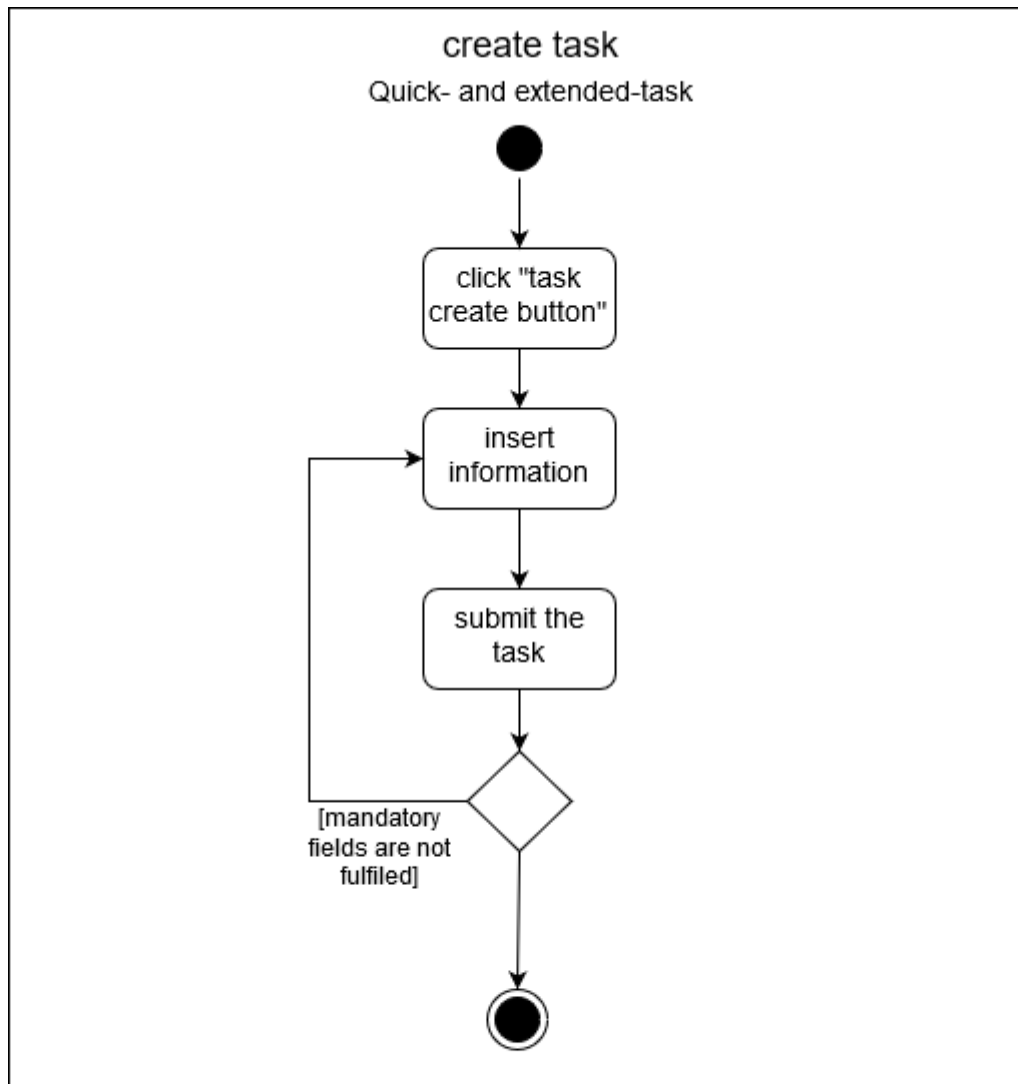 create task
Quick- and extended-task
click "task
create button"
insert
information
submit the
task
[mandatory
fields are not
fulfiled]